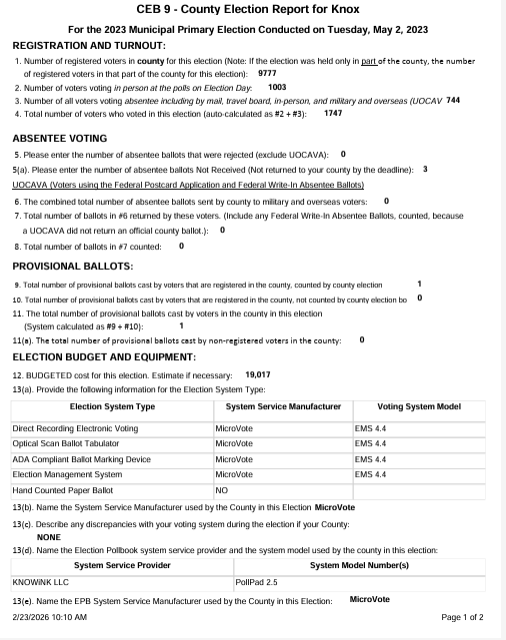 CEB 9 - County Election Report for Knox
For the 2023 Municipal Primary Election Conducted on Tuesday, May 2, 2023
REGISTRATION AND TURNOUT:
1. Number of registered voters in county for this election (Note: If the election was held only in part of the county, the number
of registered voters in that part of the county for this election): 9777
2. Number of voters voting in person at the polls on Election Day: 1003
3. Number of all voters voting absentee including by mail, travel board, in-person, and military and overseas (UOCAV 744
4. Total number of voters who voted in this election (auto-calculated as #2 + #3): 1747
ABSENTEE VOTING
5. Please enter the number of absentee ballots that were rejected (exclude UOCAVA): 0
5(a). Please enter the number of absentee ballots Not Received (Not returned to your county by the deadline): 3
UOCAVA (Voters using the Federal Postcard Application and Federal Write-In Absentee Ballots)
6. The combined total number of absentee ballots sent by county to military and overseas voters: 0
7. Total number of ballots in #6 returned by these voters. (Include any Federal Write-In Absentee Ballots, counted, because
a UOCAVA did not return an official county ballot.): 0
8. Total number of ballots in #7 counted: 0
PROVISIONAL BALLOTS:
9. Total number of provisional ballots cast by voters that are registered in the county, counted by county election 1
10. Total number of provisional ballots cast by voters that are registered in the county, not counted by county election bo 0
11. The total number of provisional ballots cast by voters in this election
(System calculated as #9 + #10): 1
11(a). The total number of provisional ballots cast by non-registered voters in the county: 0
ELECTION BUDGET AND EQUIPMENT:
12. BUDGETED cost for this election. Estimate if necessary: 19,017
13(a). Provide the following information for the Election System Type:
Election System Type System Service Manufacturer Voting System Model
Direct Recording Electronic Voting MicroVote EMS 4.4
Optical Scan Ballot Tabulator MicroVote EMS 4.4
ADA Compliant Ballot Marking Device MicroVote EMS 4.4
Election Management System MicroVote EMS 4.4
Hand Counted Paper Ballot NO
13(b). Name the System Service Manufacturer used by the County in this Election MicroVote
13(c). Describe any discrepancies with your voting system during the election if your County:
NONE
13(d). Name the Election Pollbook system service provider and the system model used by the county in this election:
System Service Provider System Model Number(s)
KNOWiNK LLC PollPad 2.5
13(e). Name the EPB System Service Manufacturer used by the County in this Election: MicroVote
2/23/2026 10:10 AM Page 1 of 2